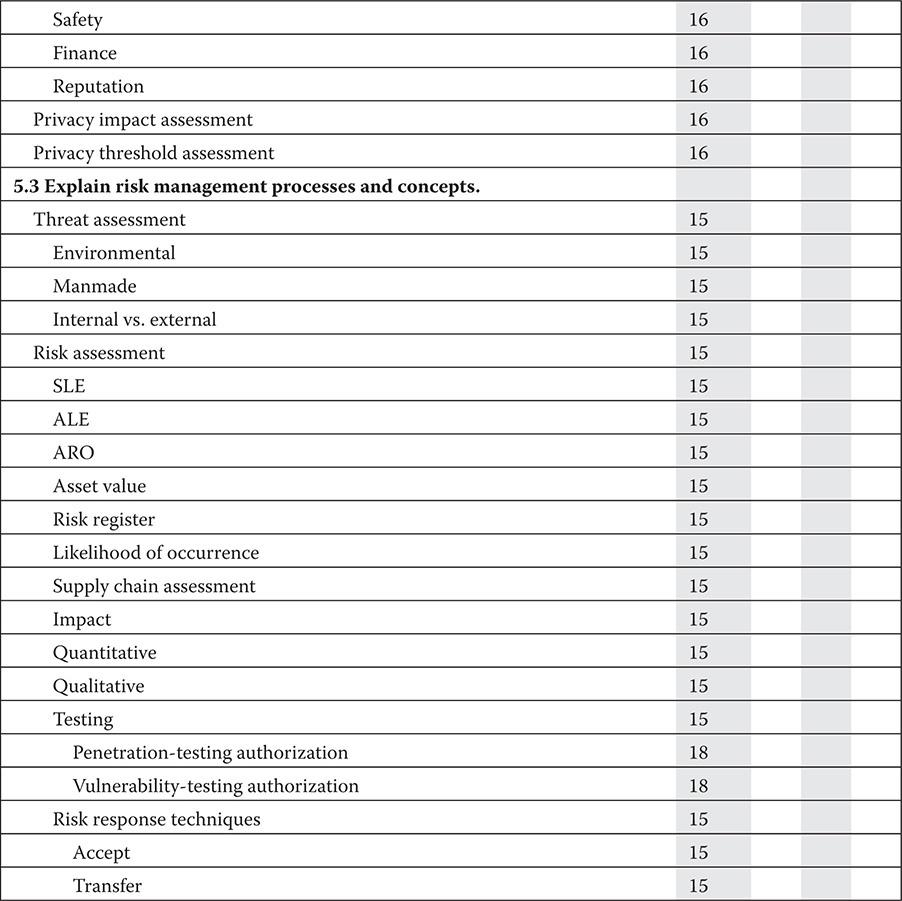 Safety 16
Finance 16
Reputation 16
Privacy impact assessment 16
Privacy threshold assessment 16
5.3 Explain risk management processes and concepts.
Threat assessment 15
Environmental 15
Manmade 15
Internal vs. external 15
Risk assessment 15
SLE 15
ALE 15
ARO 15
Asset value 15
Risk register 15
Likelihood of occurrence 15
Supply chain assessment 15
Impact 15
Quantitative 15
Qualitative 15
Testing 15
Penetration-testing authorization 18
Vulnerability-testing authorization 18
Risk response techniques 15
Accept 15
Transfer 15